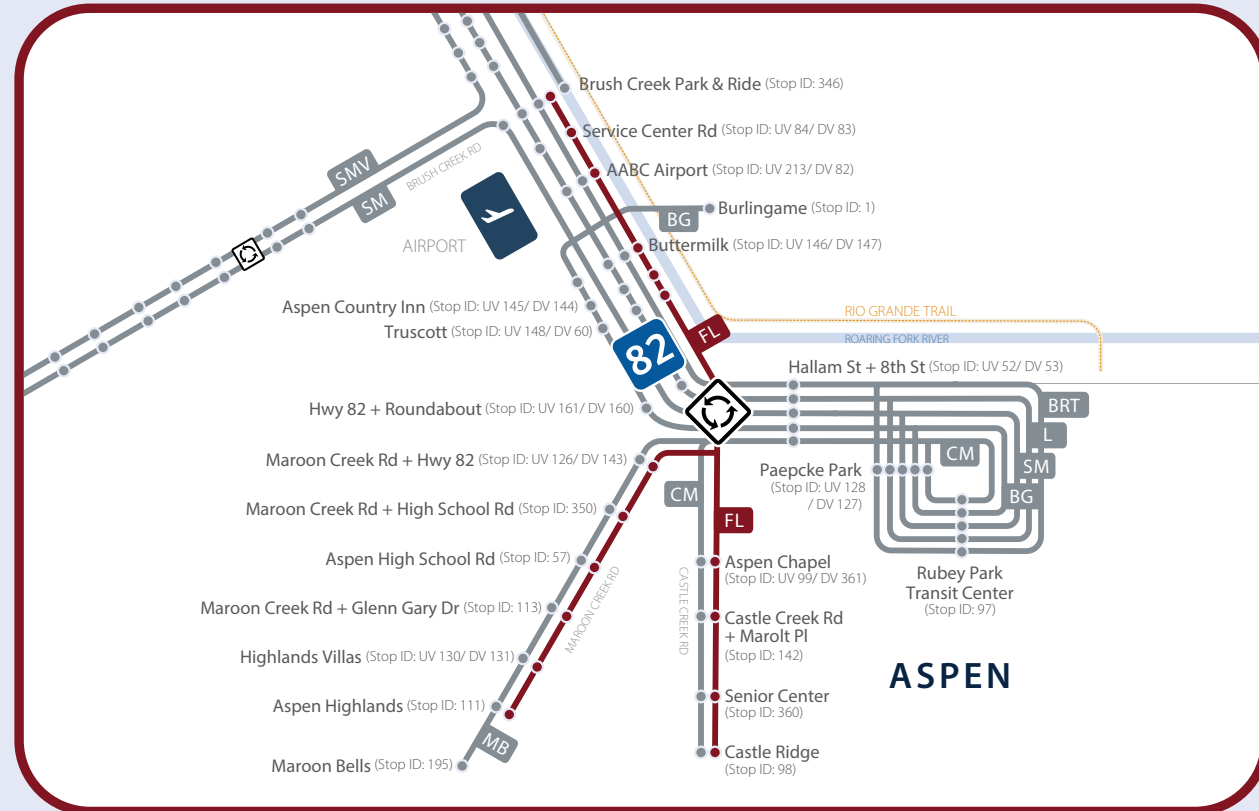 Brush Creek Park & Ride (Stop ID: 346)
Service Center Rd (Stop ID: UV 84/ DV 83)
SMV
BRUSH CREEK RD
AABC Airport (Stop ID: UV 213/ DV 82)
SM
Burlingame (Stop ID: 1)
BG
AIRPORT
Buttermilk (Stop ID: UV 146/ DV 147)
Aspen Country Inn (Stop ID: UV 145/ DV 144)
RIO GRANDE TRAIL
Truscott (Stop ID: UV 148/ DV 60)
FL
ROARING FORK RIVER
82
Hallam St + 8th St (Stop ID: UV 52/ DV 53)
Hwy 82 + Roundabout (Stop ID: UV 161/ DV 160)
BRT
L
Maroon Creek Rd + Hwy 82 (Stop ID: UV 126/ DV 143)
CM
Paepcke Park
(Stop ID: UV 128
/ DV 127)
SM
CM
BG
Maroon Creek Rd + High School Rd (Stop ID: 350)
FL
Aspen High School Rd (Stop ID: 57)
Aspen Chapel
(Stop ID: UV 99/ DV 361)
Rubey Park
Transit Center
(Stop ID: 97)
MAROON CREEK RD
CASTLE CREEK RD
Maroon Creek Rd + Glenn Gary Dr (Stop ID: 113)
Castle Creek Rd
+ Marolt Pl
(Stop ID: 142)
Highlands Villas (Stop ID: UV 130/ DV 131)
ASPEN
Senior Center
(Stop ID: 360)
Aspen Highlands (Stop ID: 111)
MB
Castle Ridge
(Stop ID: 98)
Maroon Bells (Stop ID: 195)